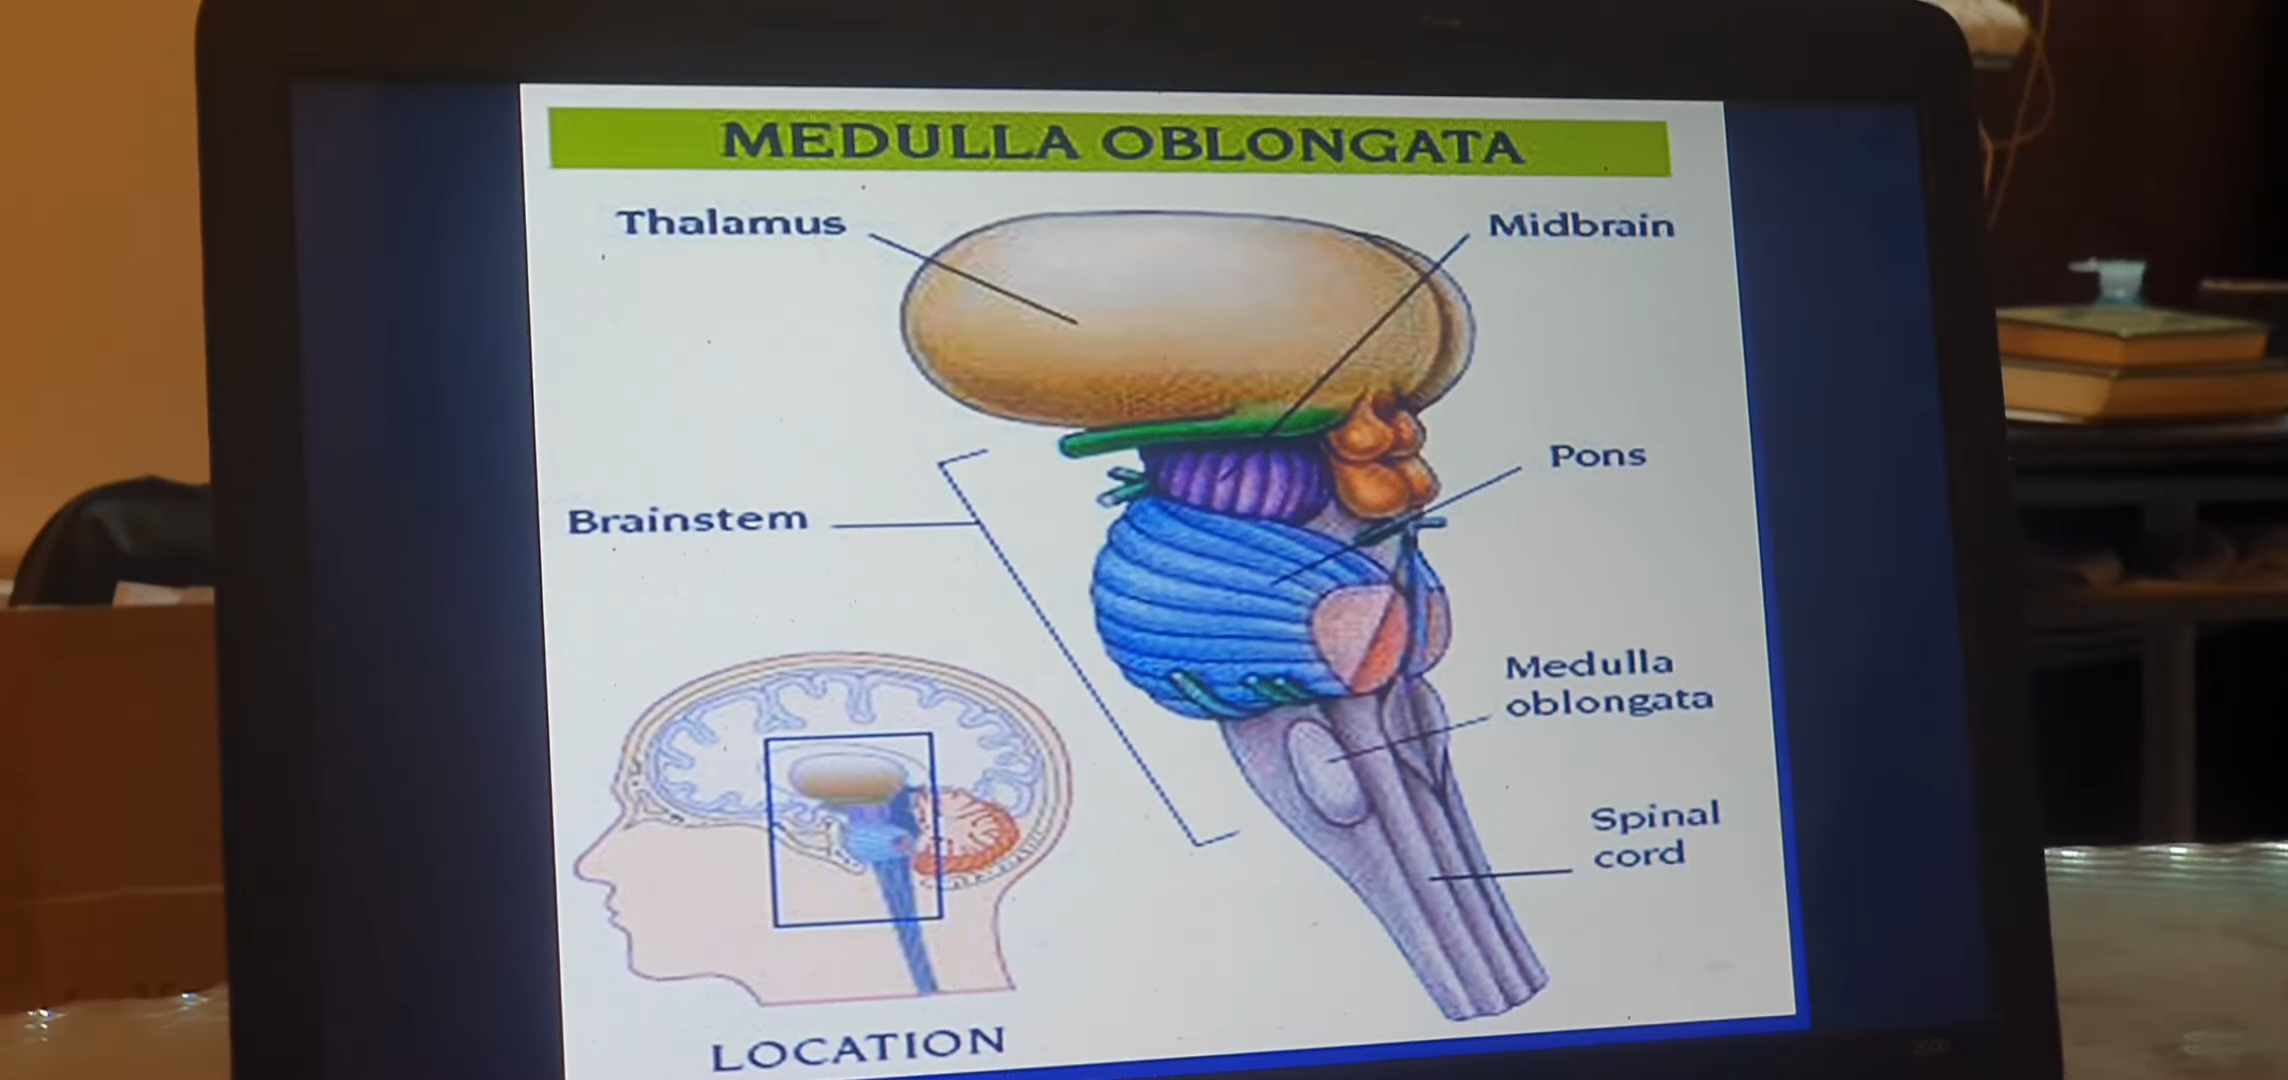 MEDULLA OBLONGATA
Thalamus
Midbrain
Pons
Brainstem
Medulla
oblongata
Spinal
cord
LOCATION